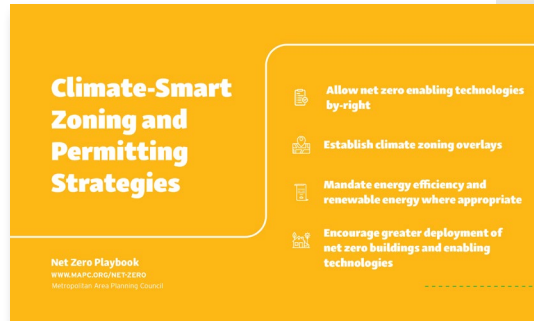 Climate-Smart
Zoning and
Permitting
Strategies
Net Zero Playbook
WWW.MAPC.ORG/NET-ZERO
Metropolitan Area Planning Council
Allow net zero enabling technologies
by-right
Establish climate zoning overlays
Mandate energy efficiency and
renewable energy where appropriate
Encourage greater deployment of
net zero buildings and enabling
technologies